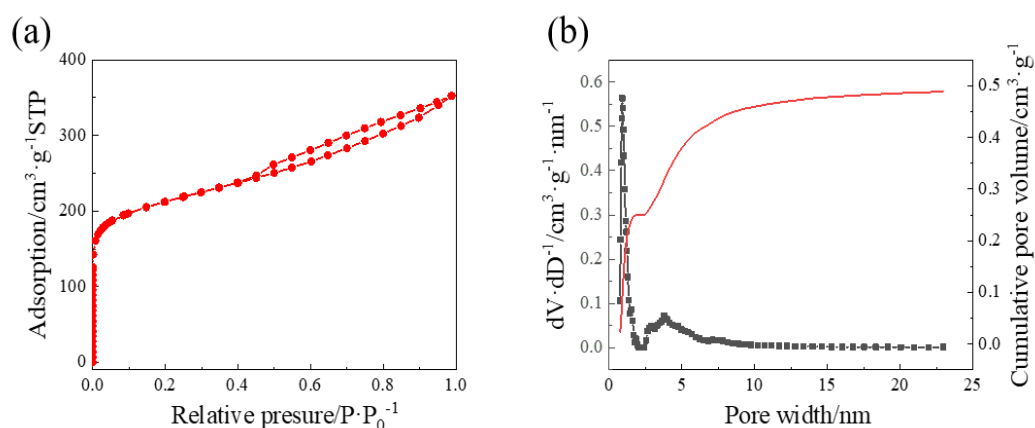 (a)
400
300
200
100
0
Adsorption/cm³·g⁻¹STP
0.0 0.2 0.4 0.6 0.8 1.0
Relative presure/P·P₀⁻¹
(b)
0.6
0.5
0.4
0.3
0.2
0.1
0.0
dV·dD⁻¹/cm³·g⁻¹·nm⁻¹
0.5
0.4
0.3
0.2
0.1
0.0
Cumulative pore volume/cm³·g⁻¹
0 5 10 15 20 25
Pore width/nm